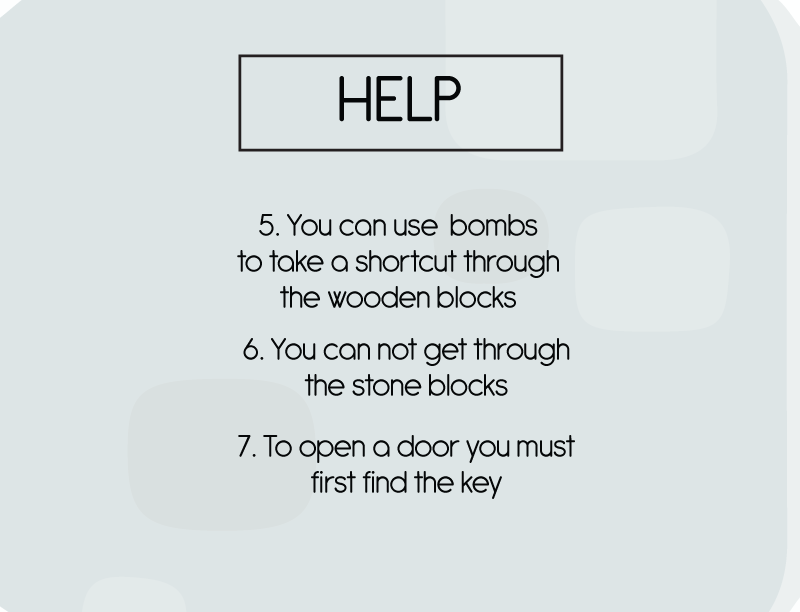 HELP
5. You can use bombs
to take a shortcut through
the wooden blocks
6. You can not get through
the stone blocks
7. To open a door you must
first find the key